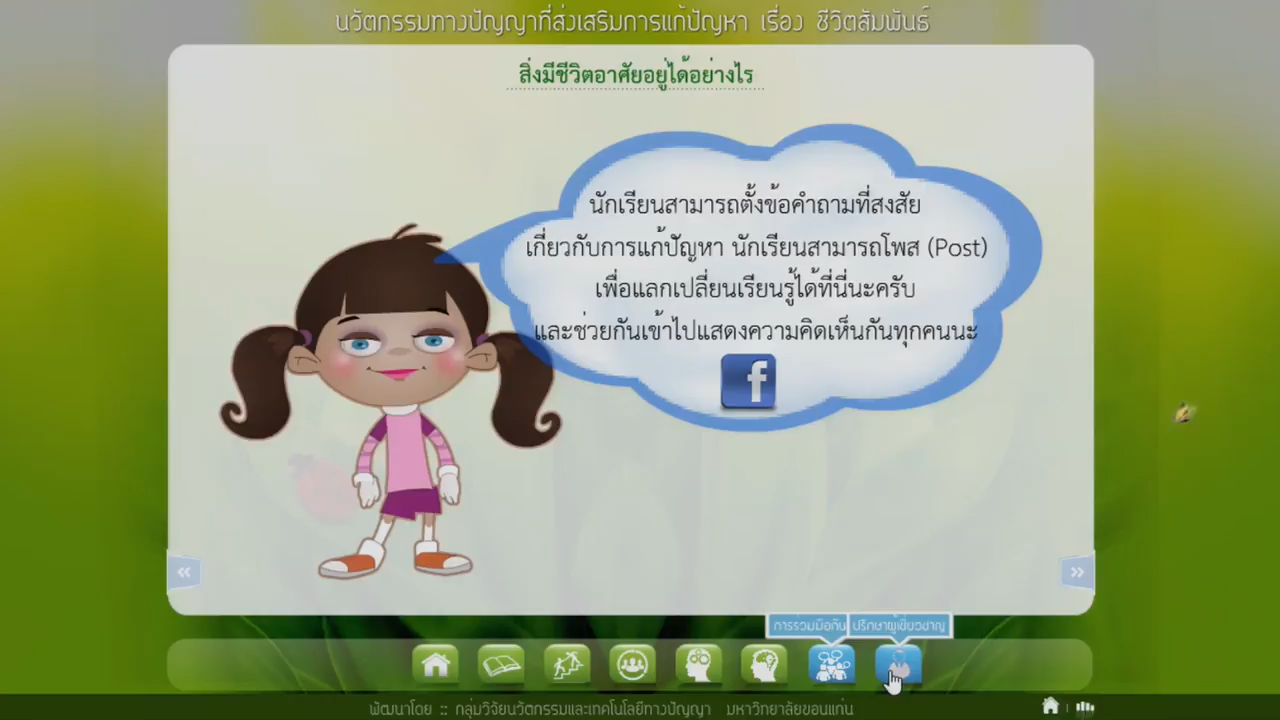 นวัตกรรมทางปัญญาที่ส่งเสริมการแก้ปัญหา เรื่อง ชีวิตสัมพันธ์
สิ่งมีชีวิตอาศัยอยู่ได้อย่างไร
นักเรียนสามารถตั้งข้อคำถามที่สงสัย
เกี่ยวกับการแก้ปัญหา นักเรียนสามารถโพส (Post)
เพื่อแลกเปลี่ยนเรียนรู้ได้ที่นี่นะครับ
และช่วยกันเข้าไปแสดงความคิดเห็นกันทุกคนนะ
f
การร่วมมือกัน ปรึกษาผู้เชี่ยวชาญ
พัฒนาโดย :: กลุ่มวิจัยนวัตกรรมและเทคโนโลยีทางปัญญา มหาวิทยาลัยขอนแก่น